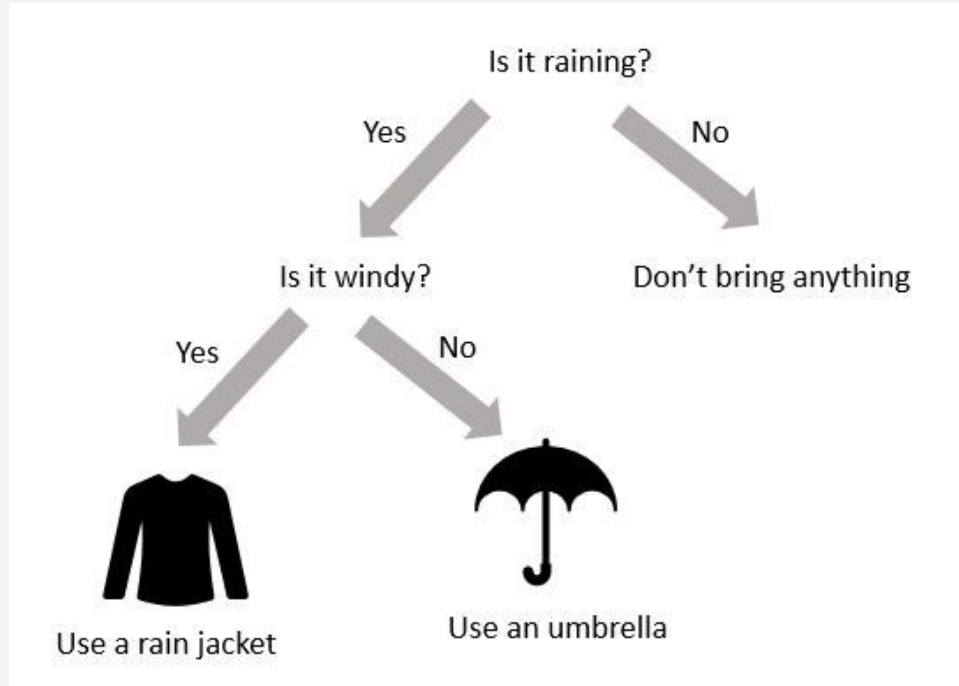 Is it raining?
Yes
No
Is it windy?
Don’t bring anything
Yes
No
Use a rain jacket
Use an umbrella